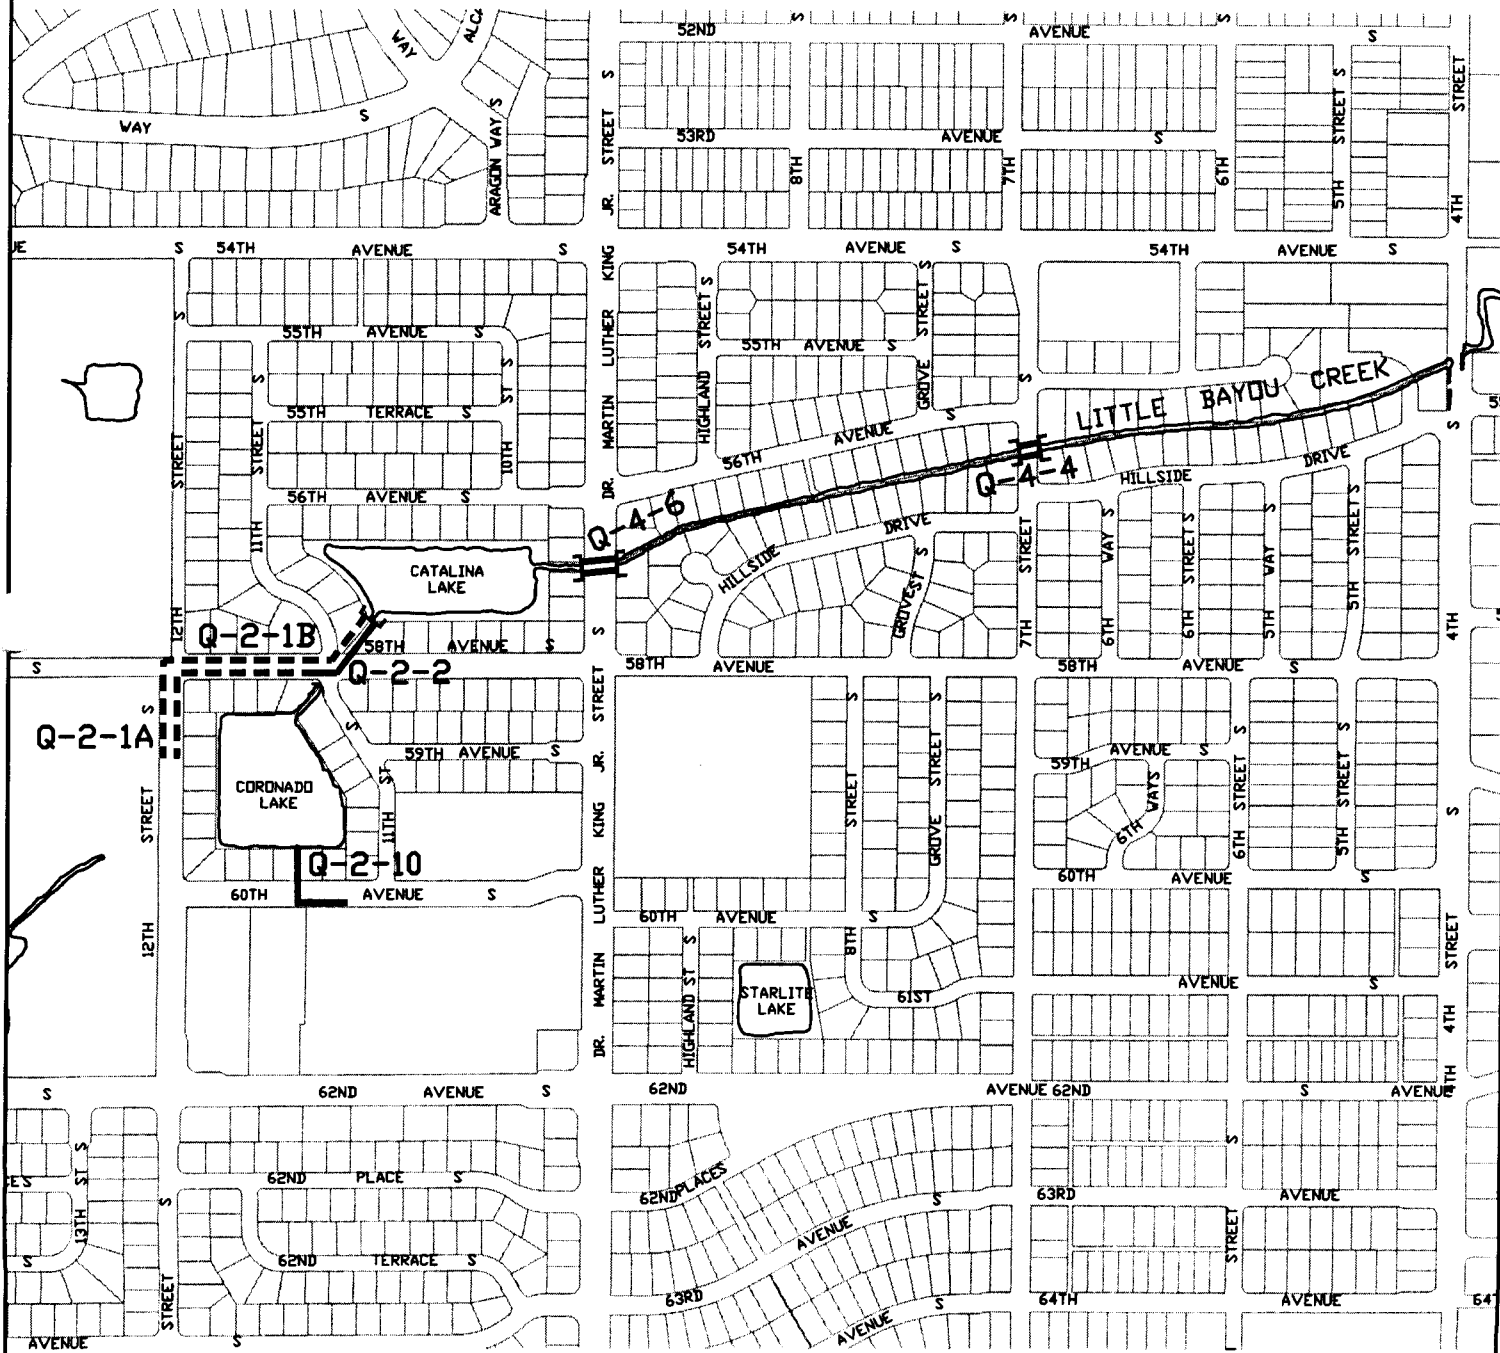 52ND AVENUE S
WAY
ALCA
WAY S
53RD AVENUE S
ARAGON WAY S
8TH S
7TH S
6TH S
5TH STREET S
4TH STREET
S 54TH AVENUE S
54TH AVENUE S
54TH AVENUE S
55TH AVENUE S
55TH AVENUE S
55TH TERRACE S
10TH ST S
56TH AVENUE S
56TH AVENUE S
HIGHLAND STREET S
GROVE STREET S
DR. MARTIN LUTHER KING JR. STREET S
12TH STREET S
11TH STREET S
LITTLE BAYOU CREEK
Q-4-4
Q-4-6
HILLSIDE DRIVE
HILLSIDE DRIVE
CATALINA
LAKE
GROVE ST S
7TH STREET S
6TH WAY S
6TH STREET S
5TH WAY S
5TH STREET S
4TH S
Q-2-1B
58TH AVENUE S
Q-2-2
S
58TH AVENUE
58TH AVENUE S
Q-2-1A
59TH AVENUE S
59TH AVENUE S
CORONADO
LAKE
11TH ST S
12TH STREET S
DR. MARTIN LUTHER KING JR. STREET S
8TH STREET S
GROVE STREET S
6TH WAY S
6TH STREET S
5TH STREET S
4TH STREET S
Q-2-10
60TH AVENUE S
60TH AVENUE S
60TH AVENUE S
HIGHLAND ST S
STARLITE
LAKE
61ST
AVENUE S
S 62ND AVENUE S
62ND AVENUE
62ND S AVENUE
4TH
13TH ST S
62ND PLACE S
62ND PLACE S
63RD AVENUE
62ND TERRACE S
63RD AVENUE S
STREET S
STREET S
64TH AVENUE
AVENUE S
AVENUE S